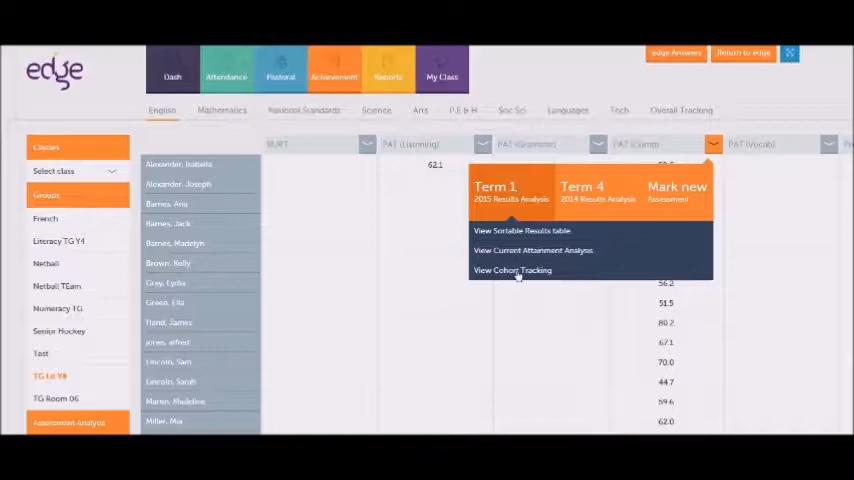 edge
edge Answers
Return to edge
Dash
Attendance
Pastoral
Achievement
Reports
My Class
English
Mathematics
National Standards
Science
Arts
P.E & H
Soc Sci
Languages
Tech
Overall Tracking
Classes
Select class
Groups
French
Literacy TG Y4
Netball
Netball TEam
Numeracy TG
Senior Hockey
Test
TG Lit Y8
TG Room 06
Assessment Analysis
BURT
PAT (Listening)
PAT (Grammar)
PAT (Comp)
PAT (Vocab)
Alexander, Isabella
Alexander, Joseph
Barnes, Aria
Barnes, Jack
Barnes, Madelyn
Brown, Kelly
Gray, Lydia
Green, Ella
Hand, James
jones, alfred
Lincoln, Sam
Lincoln, Sarah
Maren, Madeline
Miller, Mia
62.1
Term 1
2015 Results Analysis
Term 4
2014 Results Analysis
Mark new
Assessment
View Sortable Results table
View Current Attainment Analysis
View Cohort Tracking
56.2
51.5
80.2
67.1
70.0
44.7
59.6
62.0